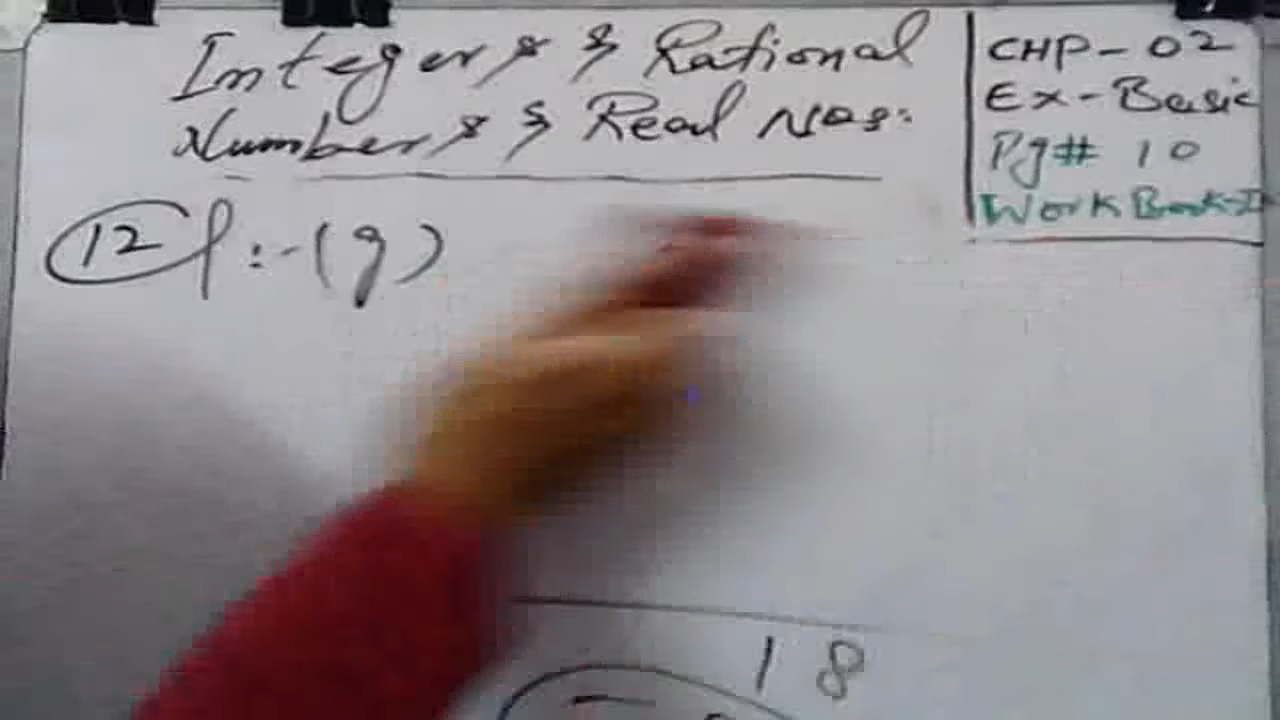 Integers & Rational
Numbers & Real Nos:
CHP-02
Ex-Basic
Pg# 10
WorkBook-I
12 :-(g)
18